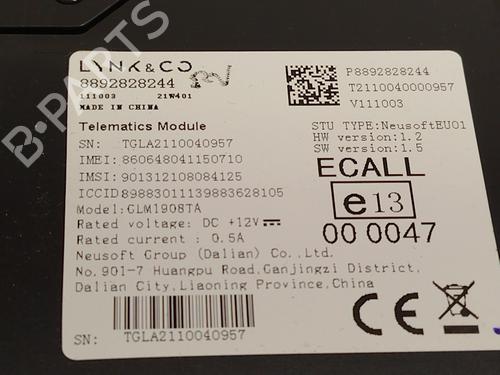 LYNK&CO
8892828244
111003 21W401
MADE IN CHINA
P8892828244
T2110040000957
V111003
Telematics Module
SN: TGLA2110040957
IMEI: 860648041150710
IMSI: 901312108084125
ICCID 89883011139883628105
Model: GLM1908TA
Rated voltage: DC +12V
Rated current : 0.5A
Neusoft Group (Dalian) Co.,Ltd.
No.901-7 Huangpu Road,Ganjingzi District,
Dalian City,Liaoning Province,China
STU TYPE:NeusoftEU01
HW version:1.2
SW version:1.5
ECALL
e13
00 0047
CE
SN: TGLA2110040957
B-PARTS